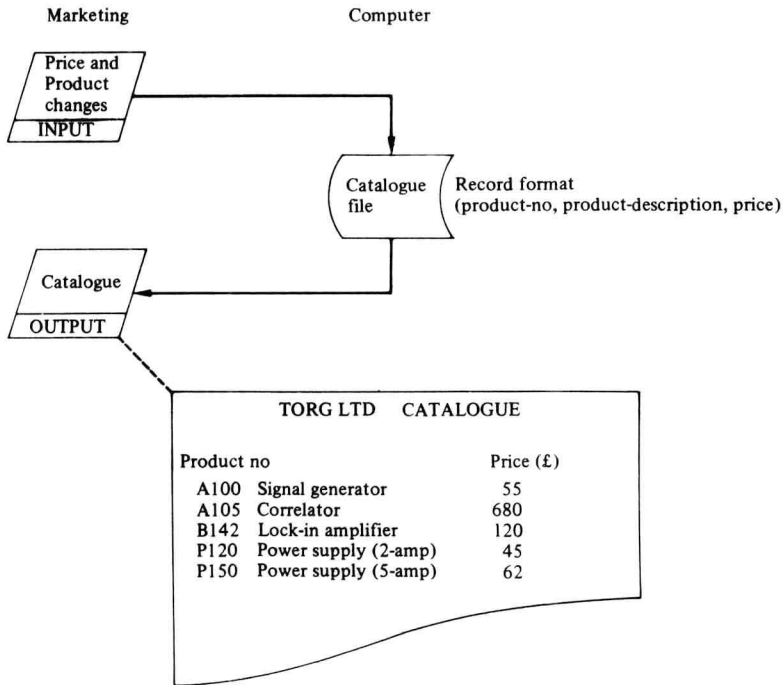 Marketing Computer
Price and
Product
changes
INPUT
Catalogue
file
Record format
(product-no, product-description, price)
Catalogue
OUTPUT
TORG LTD CATALOGUE
Product no Price (£)
A100 Signal generator 55
A105 Correlator 680
B142 Lock-in amplifier 120
P120 Power supply (2-amp) 45
P150 Power supply (5-amp) 62